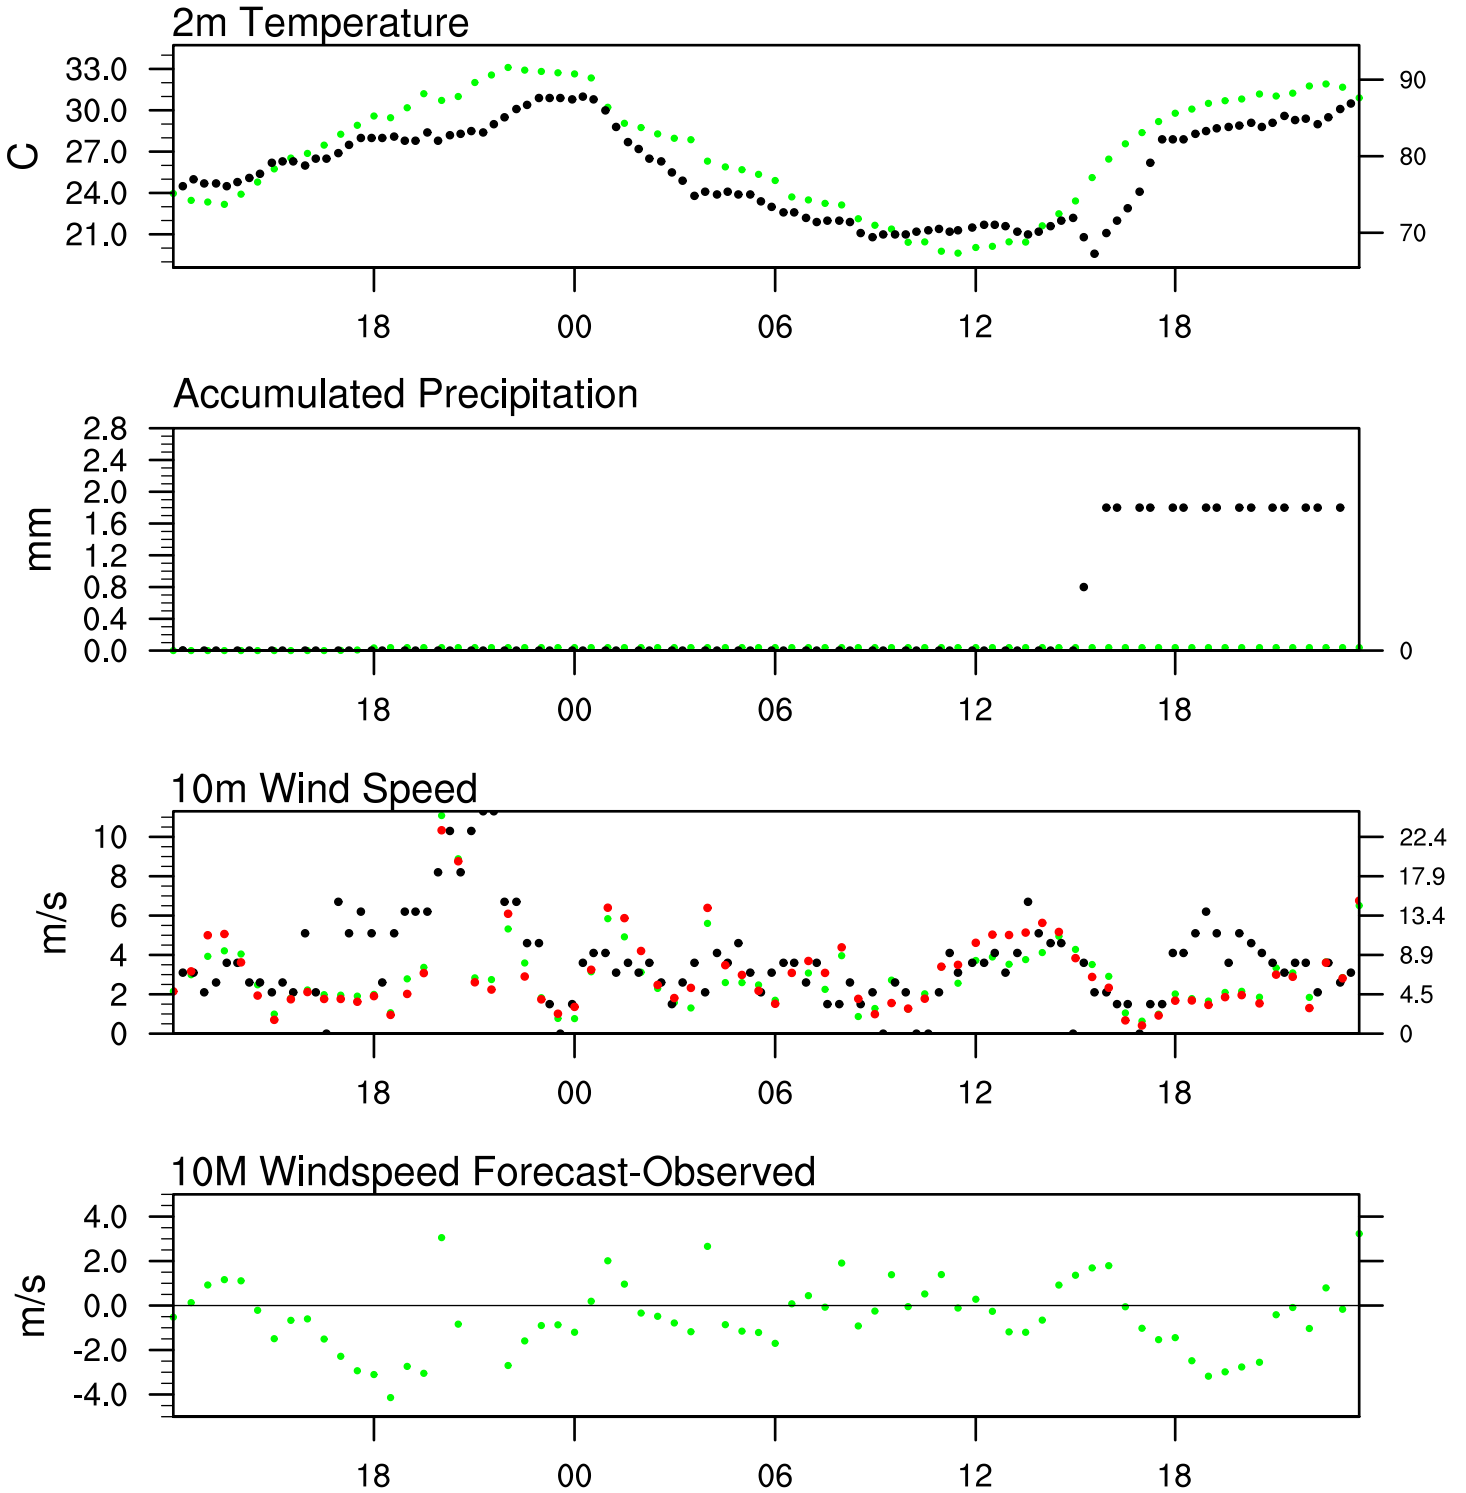 2m Temperature
33.0
30.0
27.0
24.0
21.0
C
90
80
70
18 00 06 12 18
Accumulated Precipitation
2.8
2.4
2.0
1.6
1.2
0.8
0.4
0.0
mm
0
18 00 06 12 18
10m Wind Speed
10
8
6
4
2
0
m/s
22.4
17.9
13.4
8.9
4.5
0
18 00 06 12 18
10M Windspeed Forecast-Observed
4.0
2.0
0.0
-2.0
-4.0
m/s
18 00 06 12 18